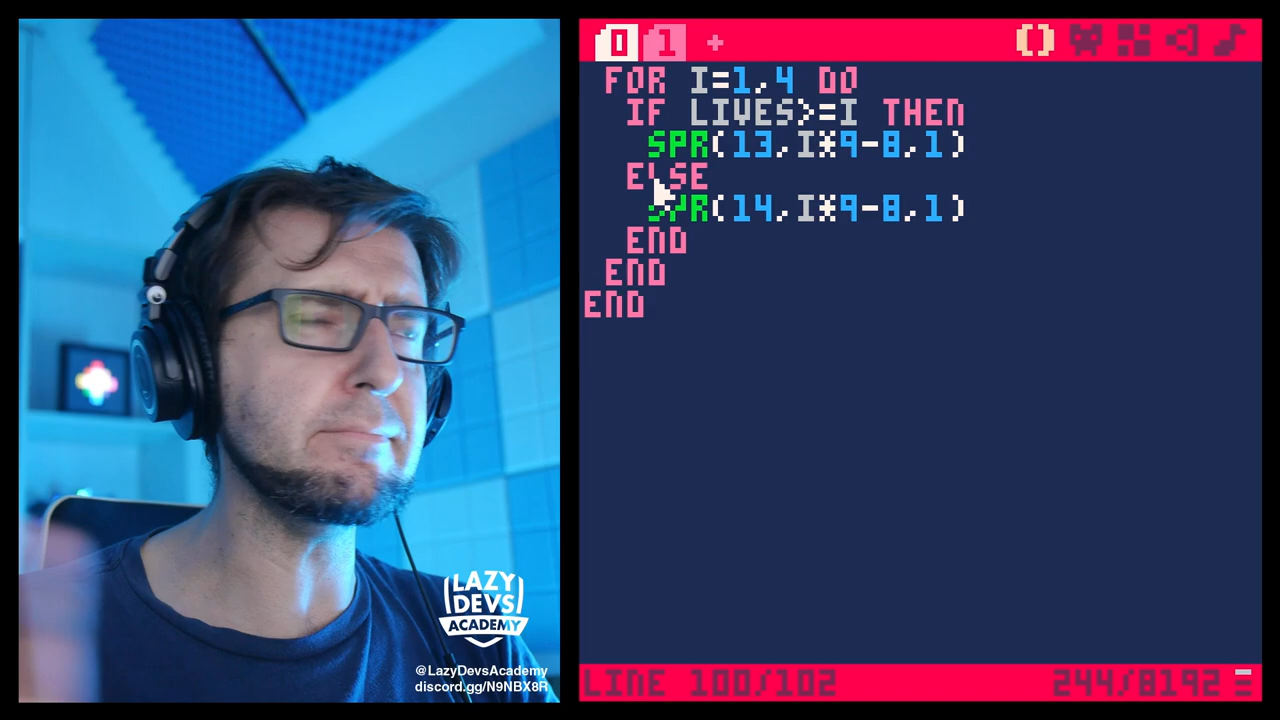 0 1 +
FOR I=1,4 DO
IF LIVES>=I THEN
SPR(13,I*9-8,1)
ELSE
SPR(14,I*9-8,1)
END
END
END
LINE 100/102
244/8192
LAZY
DEVS
ACADEMY
@LazyDevsAcademy
discord.gg/N9NBX8R